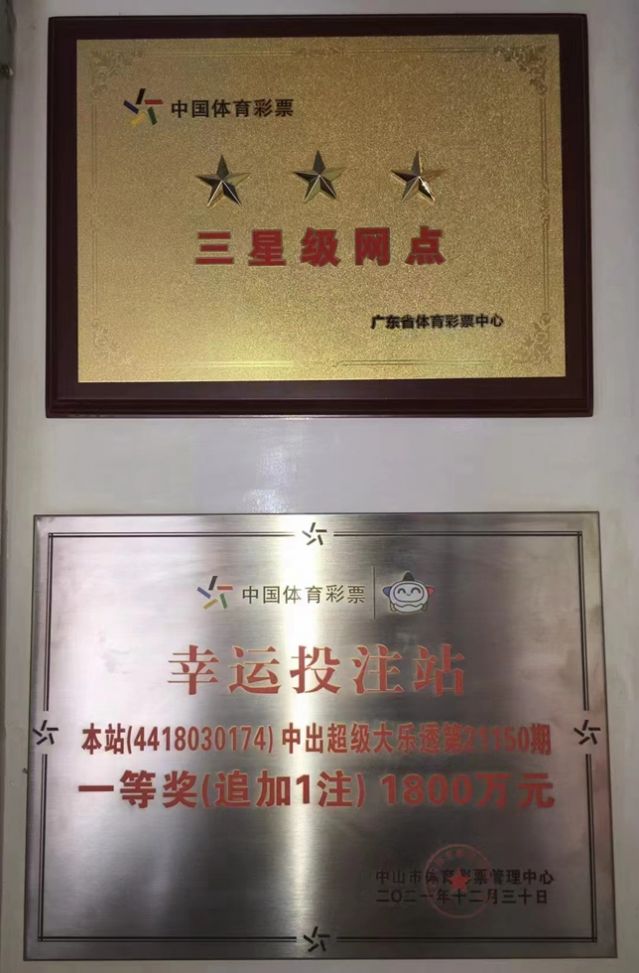 中国体育彩票
三星级网点
广东省体育彩票中心
中国体育彩票
幸运投注站
本站(4418030174)中出超级大乐透第21150期
一等奖(追加1注) 1800万元
中山市体育彩票管理中心
二〇二一年十二月三十日